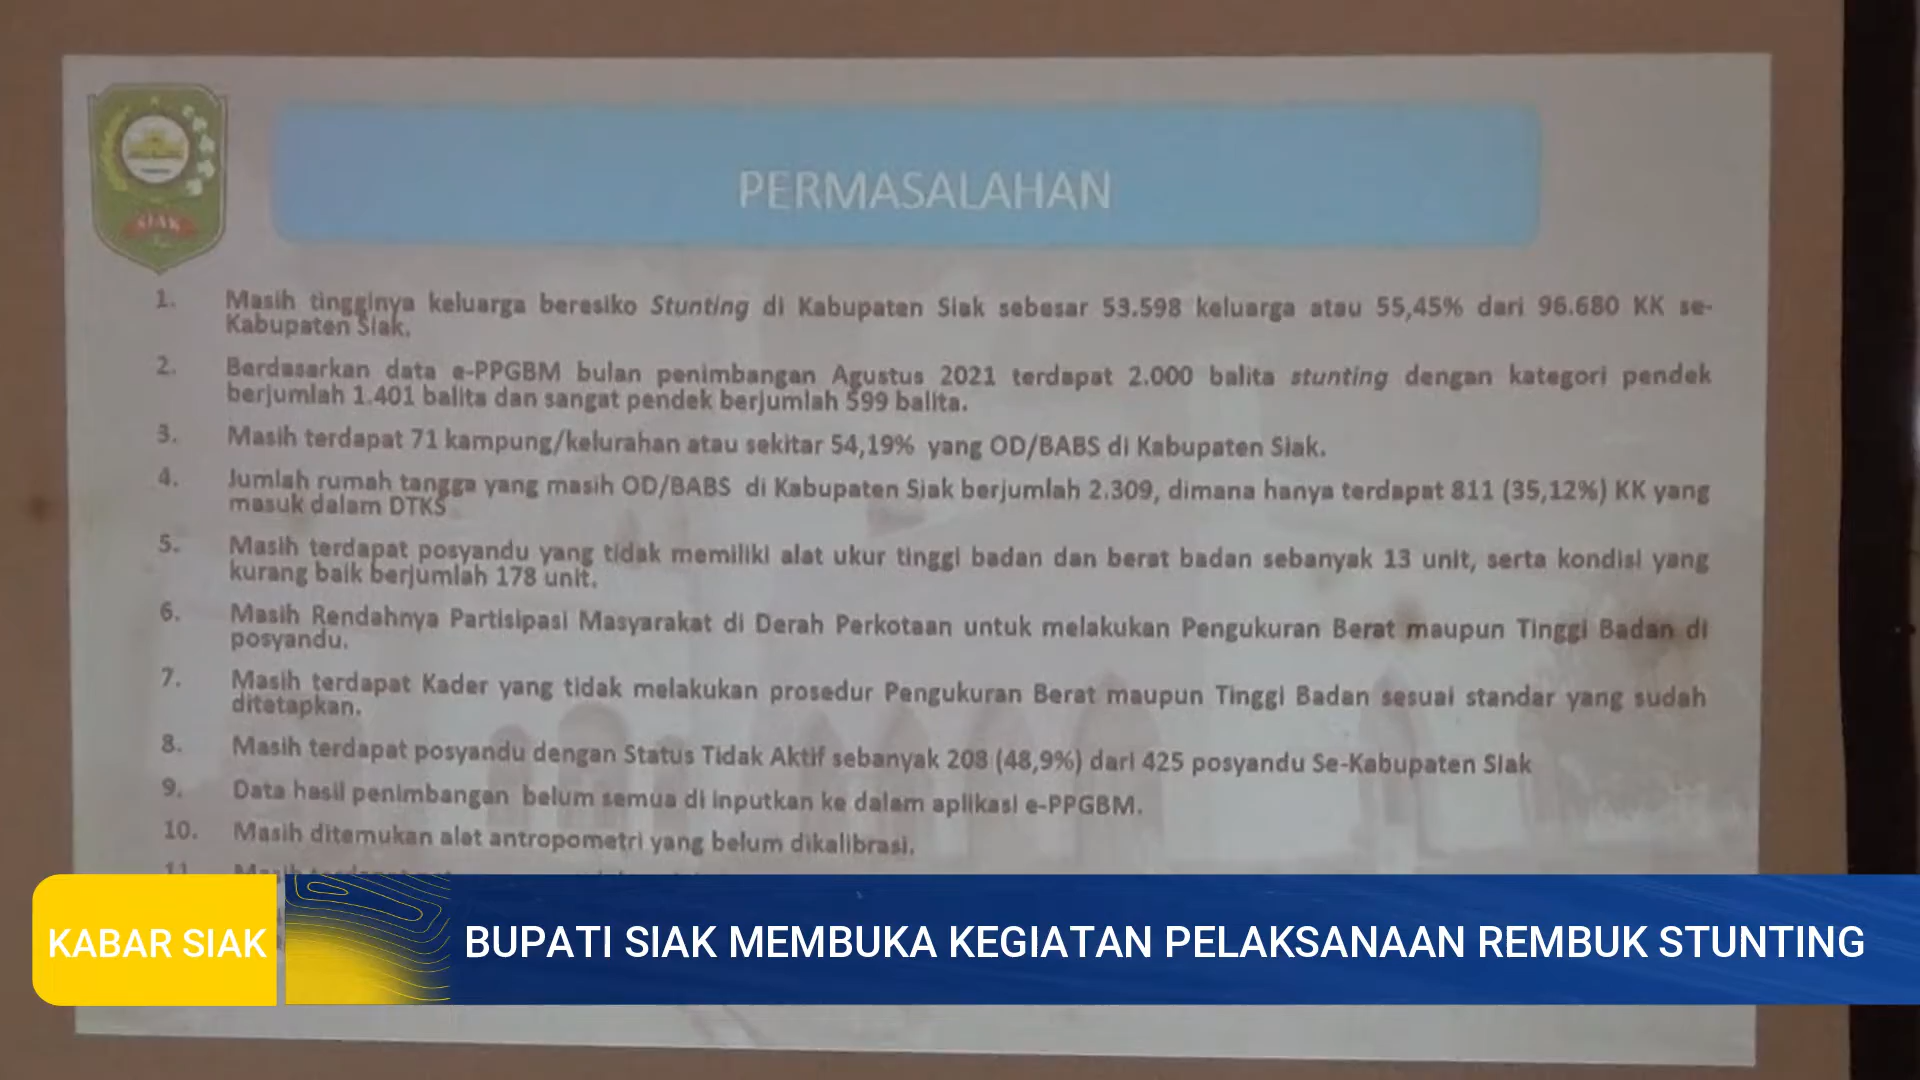 SIAK
PERMASALAHAN
1. Masih tingginya keluarga beresiko Stunting di Kabupaten Siak sebesar 53.598 keluarga atau 55,45% dari 96.680 KK se-
Kabupaten Siak.
2. Berdasarkan data e-PPGBM bulan penimbangan Agustus 2021 terdapat 2.000 balita stunting dengan kategori pendek
berjumlah 1.401 balita dan sangat pendek berjumlah 599 balita.
3. Masih terdapat 71 kampung/kelurahan atau sekitar 54,19% yang OD/BABS di Kabupaten Siak.
4. Jumlah rumah tangga yang masih OD/BABS di Kabupaten Siak berjumlah 2.309, dimana hanya terdapat 811 (35,12%) KK yang
masuk dalam DTKS
5. Masih terdapat posyandu yang tidak memiliki alat ukur tinggi badan dan berat badan sebanyak 13 unit, serta kondisi yang
kurang baik berjumlah 178 unit.
6. Masih Rendahnya Partisipasi Masyarakat di Derah Perkotaan untuk melakukan Pengukuran Berat maupun Tinggi Badan di
posyandu.
7. Masih terdapat Kader yang tidak melakukan prosedur Pengukuran Berat maupun Tinggi Badan sesuai standar yang sudah
ditetapkan.
8. Masih terdapat posyandu dengan Status Tidak Aktif sebanyak 208 (48,9%) dari 425 posyandu Se-Kabupaten Siak
9. Data hasil penimbangan belum semua di inputkan ke dalam aplikasi e-PPGBM.
10. Masih ditemukan alat antropometri yang belum dikalibrasi.
11. Masih terdapat
KABAR SIAK
BUPATI SIAK MEMBUKA KEGIATAN PELAKSANAAN REMBUK STUNTING